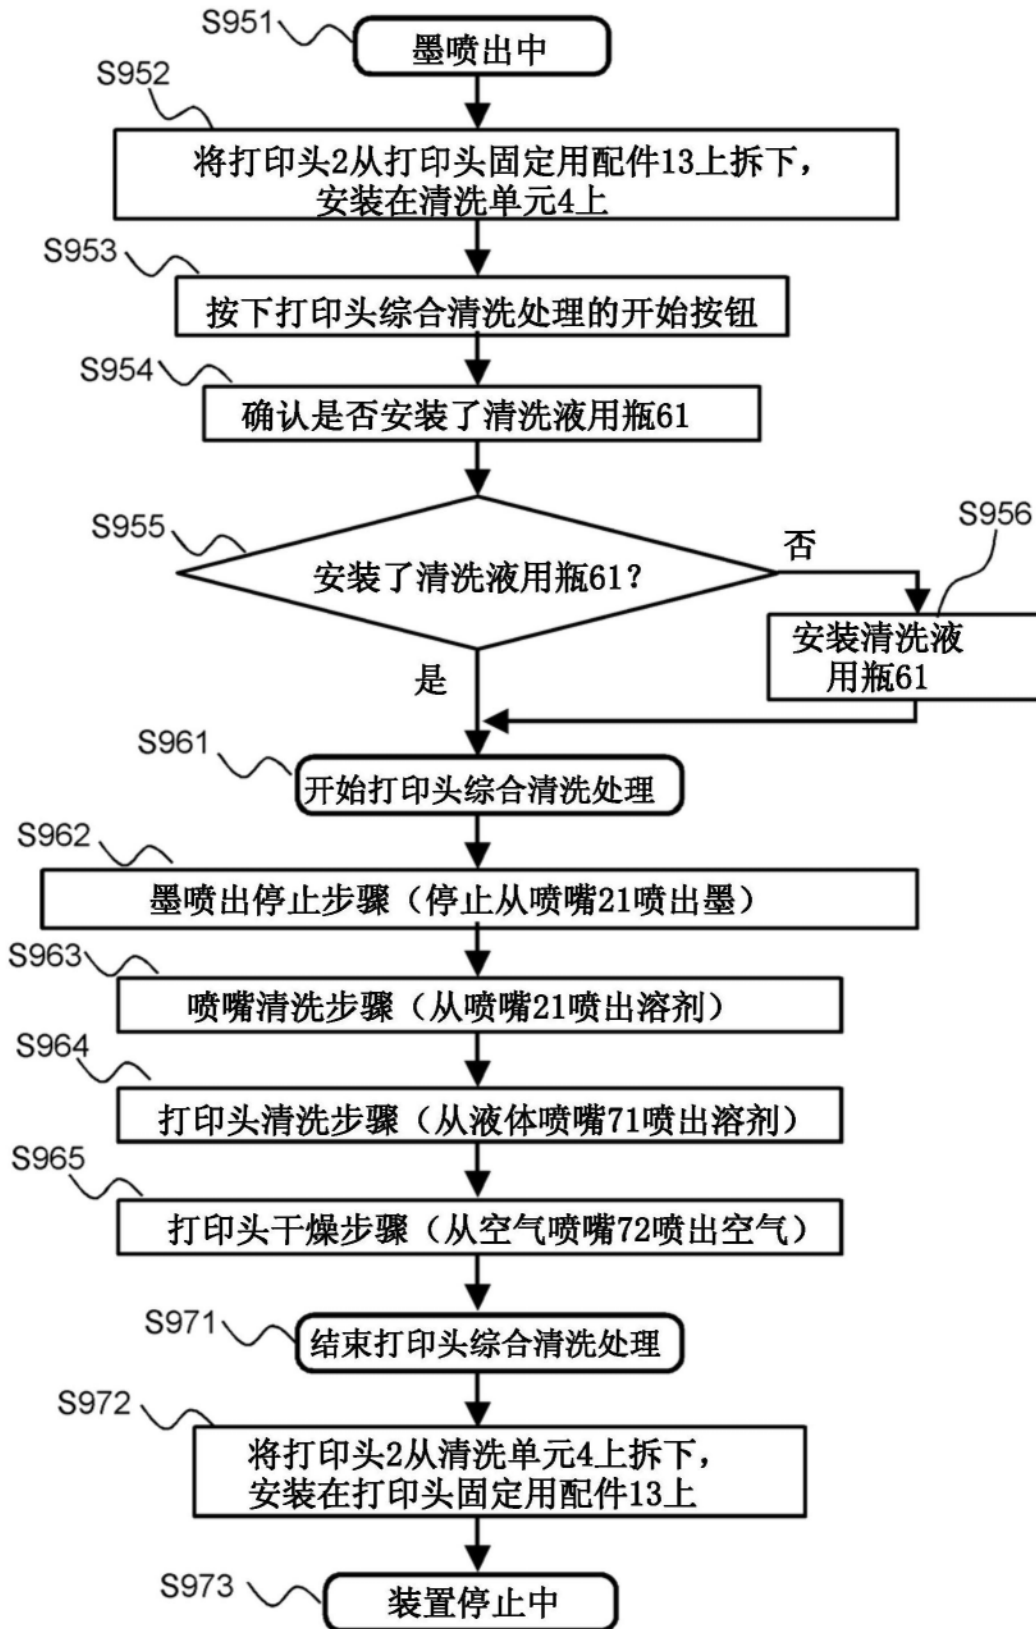 S951
墨喷出中
S952
将打印头2从打印头固定用配件13上拆下，
安装在清洗单元4上
S953
按下打印头综合清洗处理的开始按钮
S954
确认是否安装了清洗液用瓶61
S955
安装了清洗液用瓶61？
否
S956
安装清洗液
用瓶61
是
S961
开始打印头综合清洗处理
S962
墨喷出停止步骤（停止从喷嘴21喷出墨）
S963
喷嘴清洗步骤（从喷嘴21喷出溶剂）
S964
打印头清洗步骤（从液体喷嘴71喷出溶剂）
S965
打印头干燥步骤（从空气喷嘴72喷出空气）
S971
结束打印头综合清洗处理
S972
将打印头2从清洗单元4上拆下，
安装在打印头固定用配件13上
S973
装置停止中